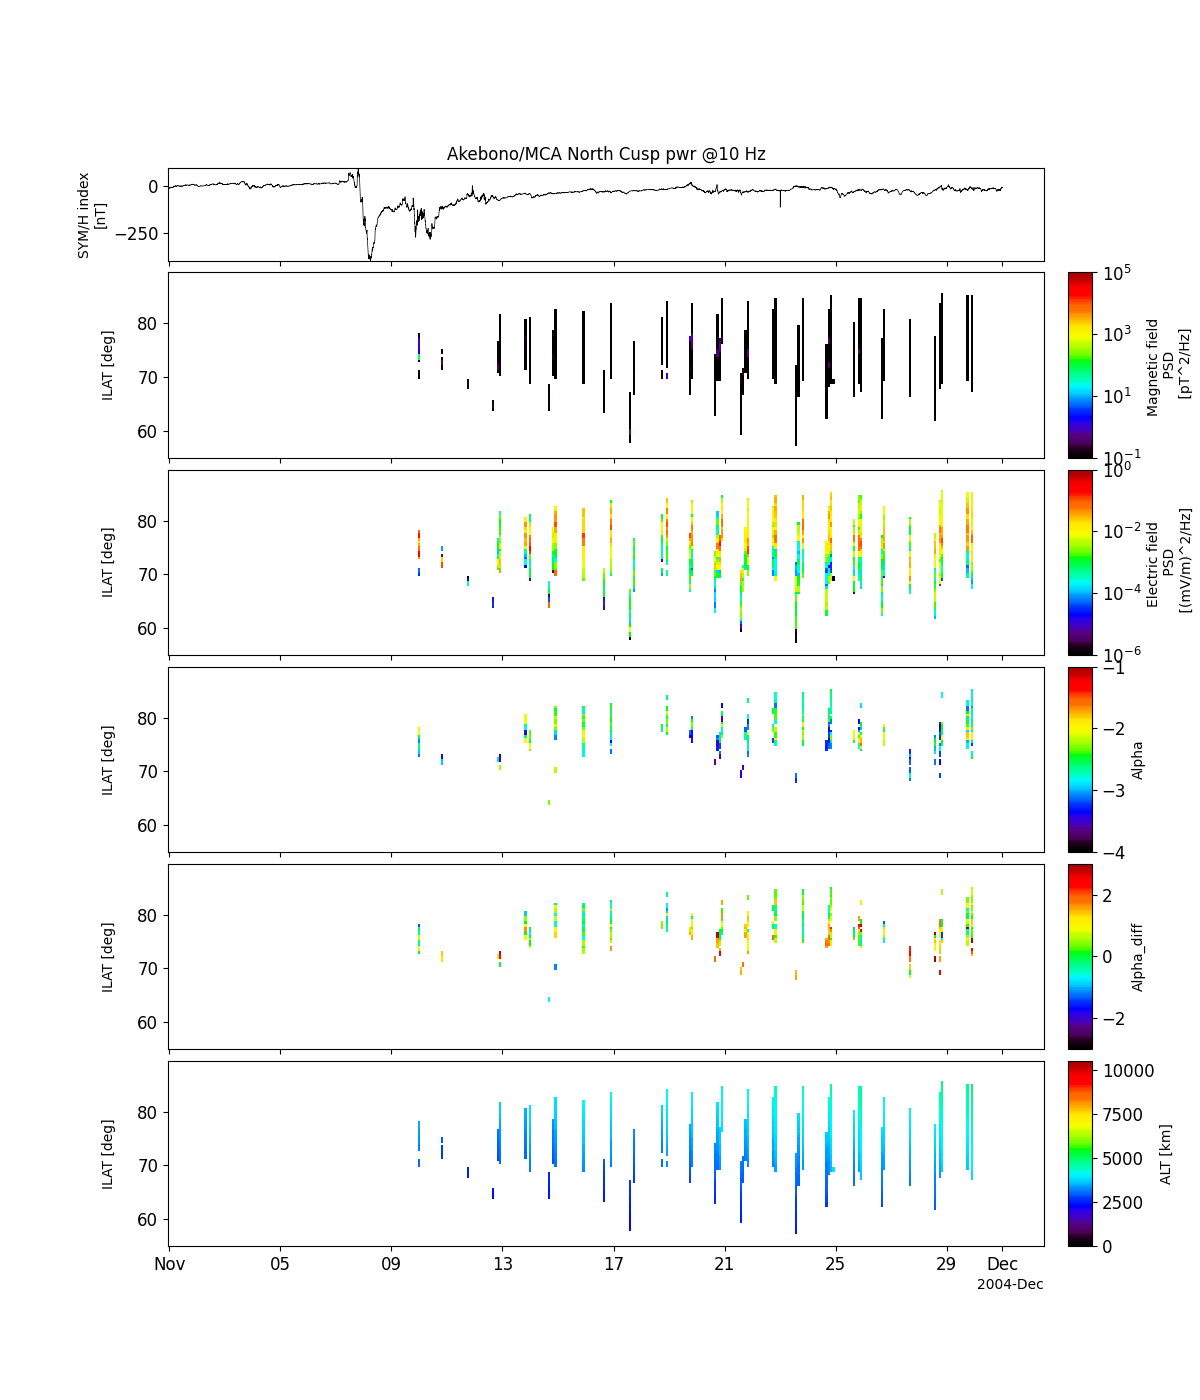 Akebono/MCA North Cusp pwr @10 Hz
SYM/H index
[nT]
0
−250
ILAT [deg]
80
70
60
10^5
10^3
10^1
10^−1
Magnetic field
PSD
[pT^2/Hz]
ILAT [deg]
80
70
60
10^0
10^−2
10^−4
10^−6
Electric field
PSD
[(mV/m)^2/Hz]
ILAT [deg]
80
70
60
−1
−2
−3
−4
Alpha
ILAT [deg]
80
70
60
2
0
−2
Alpha_diff
ILAT [deg]
80
70
60
10000
7500
5000
2500
0
ALT [km]
Nov 05 09 13 17 21 25 29 Dec
2004-Dec